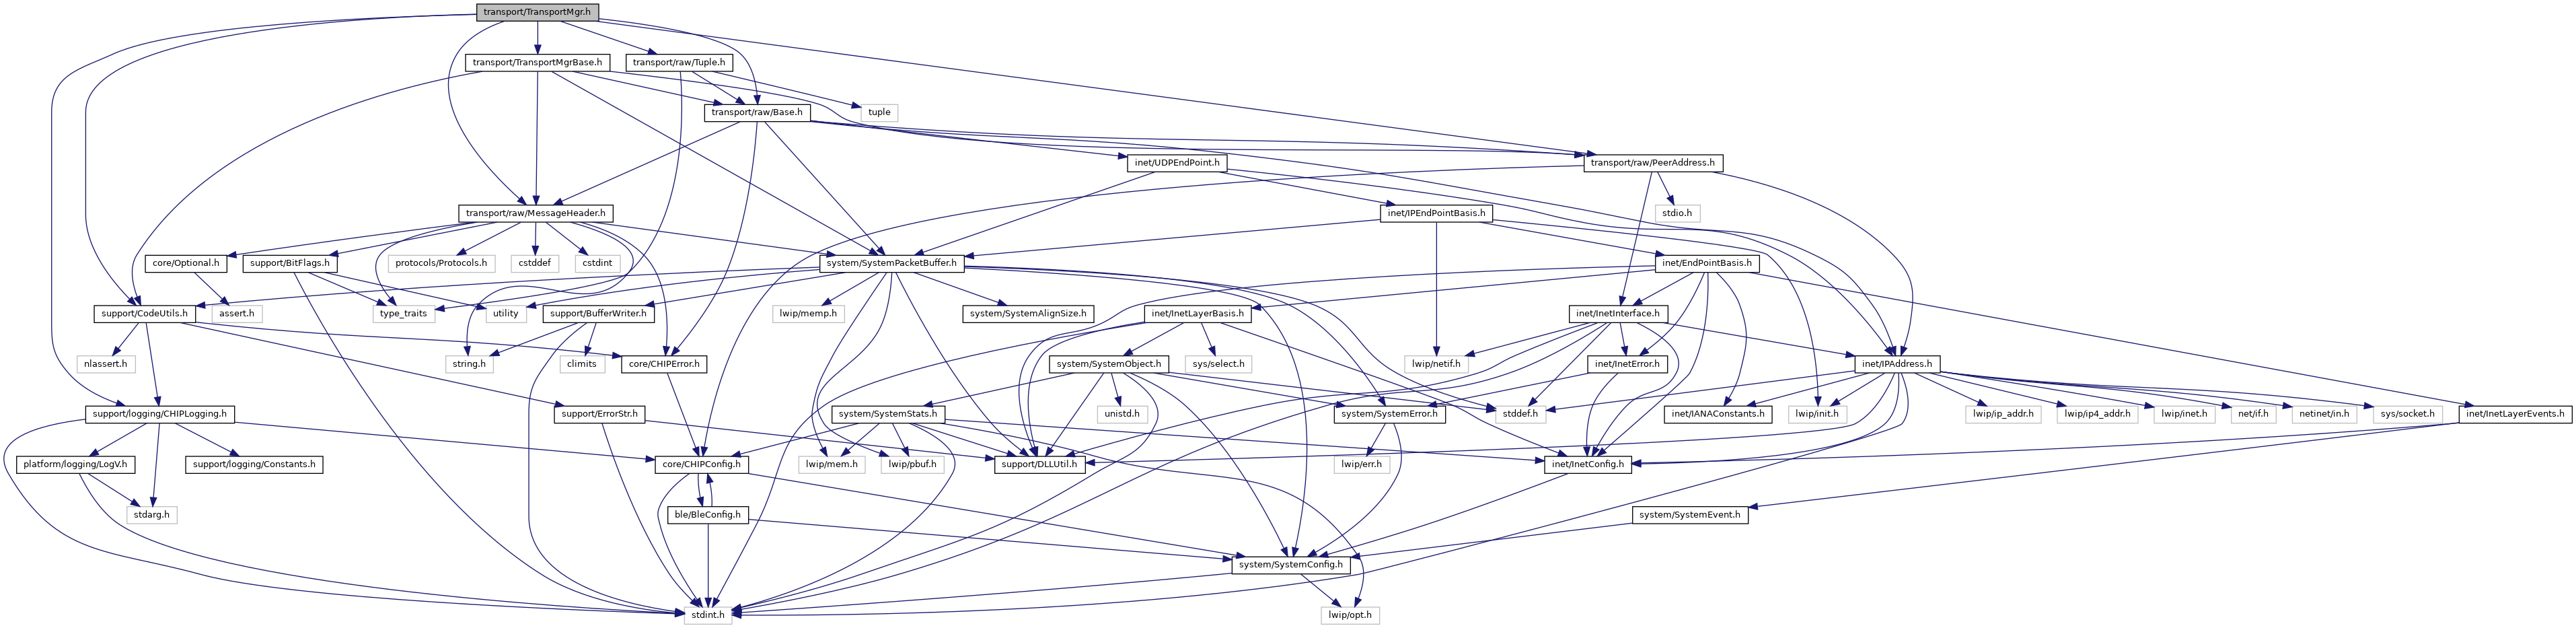 transport/TransportMgr.h
transport/TransportMgrBase.h
transport/raw/Tuple.h
transport/raw/Base.h
tuple
inet/UDPEndPoint.h
transport/raw/PeerAddress.h
transport/raw/MessageHeader.h
inet/IPEndPointBasis.h
stdio.h
core/Optional.h
support/BitFlags.h
protocols/Protocols.h
cstddef
cstdint
system/SystemPacketBuffer.h
inet/EndPointBasis.h
support/CodeUtils.h
assert.h
type_traits
utility
support/BufferWriter.h
lwip/memp.h
system/SystemAlignSize.h
inet/InetLayerBasis.h
inet/InetInterface.h
nlassert.h
string.h
climits
core/CHIPError.h
system/SystemObject.h
sys/select.h
lwip/netif.h
inet/InetError.h
inet/IPAddress.h
support/logging/CHIPLogging.h
support/ErrorStr.h
system/SystemStats.h
unistd.h
system/SystemError.h
stddef.h
inet/IANAConstants.h
lwip/init.h
lwip/ip_addr.h
lwip/ip4_addr.h
lwip/inet.h
net/if.h
netinet/in.h
sys/socket.h
inet/InetLayerEvents.h
platform/logging/LogV.h
support/logging/Constants.h
core/CHIPConfig.h
lwip/mem.h
lwip/pbuf.h
support/DLLUtil.h
lwip/err.h
inet/InetConfig.h
stdarg.h
ble/BleConfig.h
system/SystemEvent.h
system/SystemConfig.h
stdint.h
lwip/opt.h